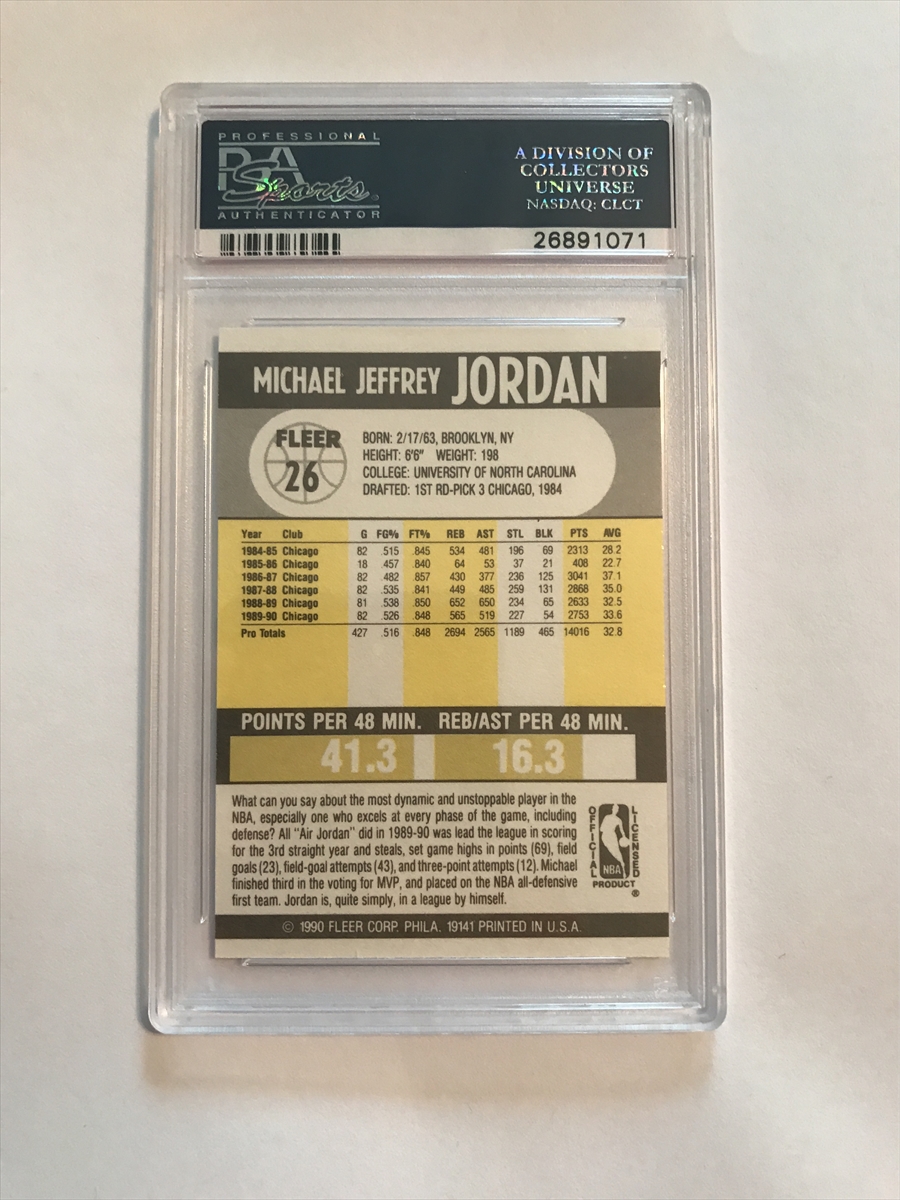 PROFESSIONAL
PSA
Sports
AUTHENTICATOR
A DIVISION OF
COLLECTORS
UNIVERSE
NASDAQ: CLCT
26891071
MICHAEL JEFFREY JORDAN
FLEER
26
BORN: 2/17/63, BROOKLYN, NY
HEIGHT: 6'6" WEIGHT: 198
COLLEGE: UNIVERSITY OF NORTH CAROLINA
DRAFTED: 1ST RD-PICK 3 CHICAGO, 1984
Year Club G FG% FT% REB AST STL BLK PTS AVG
1984-85 Chicago 82 .515 .845 534 481 196 69 2313 28.2
1985-86 Chicago 18 .457 .840 64 53 37 21 408 22.7
1986-87 Chicago 82 .482 .857 430 377 236 125 3041 37.1
1987-88 Chicago 82 .535 .841 449 485 259 131 2868 35.0
1988-89 Chicago 81 .538 .850 652 650 234 65 2633 32.5
1989-90 Chicago 82 .526 .848 565 519 227 54 2753 33.6
Pro Totals 427 .516 .848 2694 2565 1189 465 14016 32.8
POINTS PER 48 MIN. REB/AST PER 48 MIN.
41.3 16.3
What can you say about the most dynamic and unstoppable player in the
NBA, especially one who excels at every phase of the game, including
defense? All "Air Jordan" did in 1989-90 was lead the league in scoring
for the 3rd straight year and steals, set game highs in points (69), field
goals (23), field-goal attempts (43), and three-point attempts (12). Michael
finished third in the voting for MVP, and placed on the NBA all-defensive
first team. Jordan is, quite simply, in a league by himself.
OFFICIAL
LICENSED
NBA
PRODUCT
®
© 1990 FLEER CORP. PHILA. 19141 PRINTED IN U.S.A.